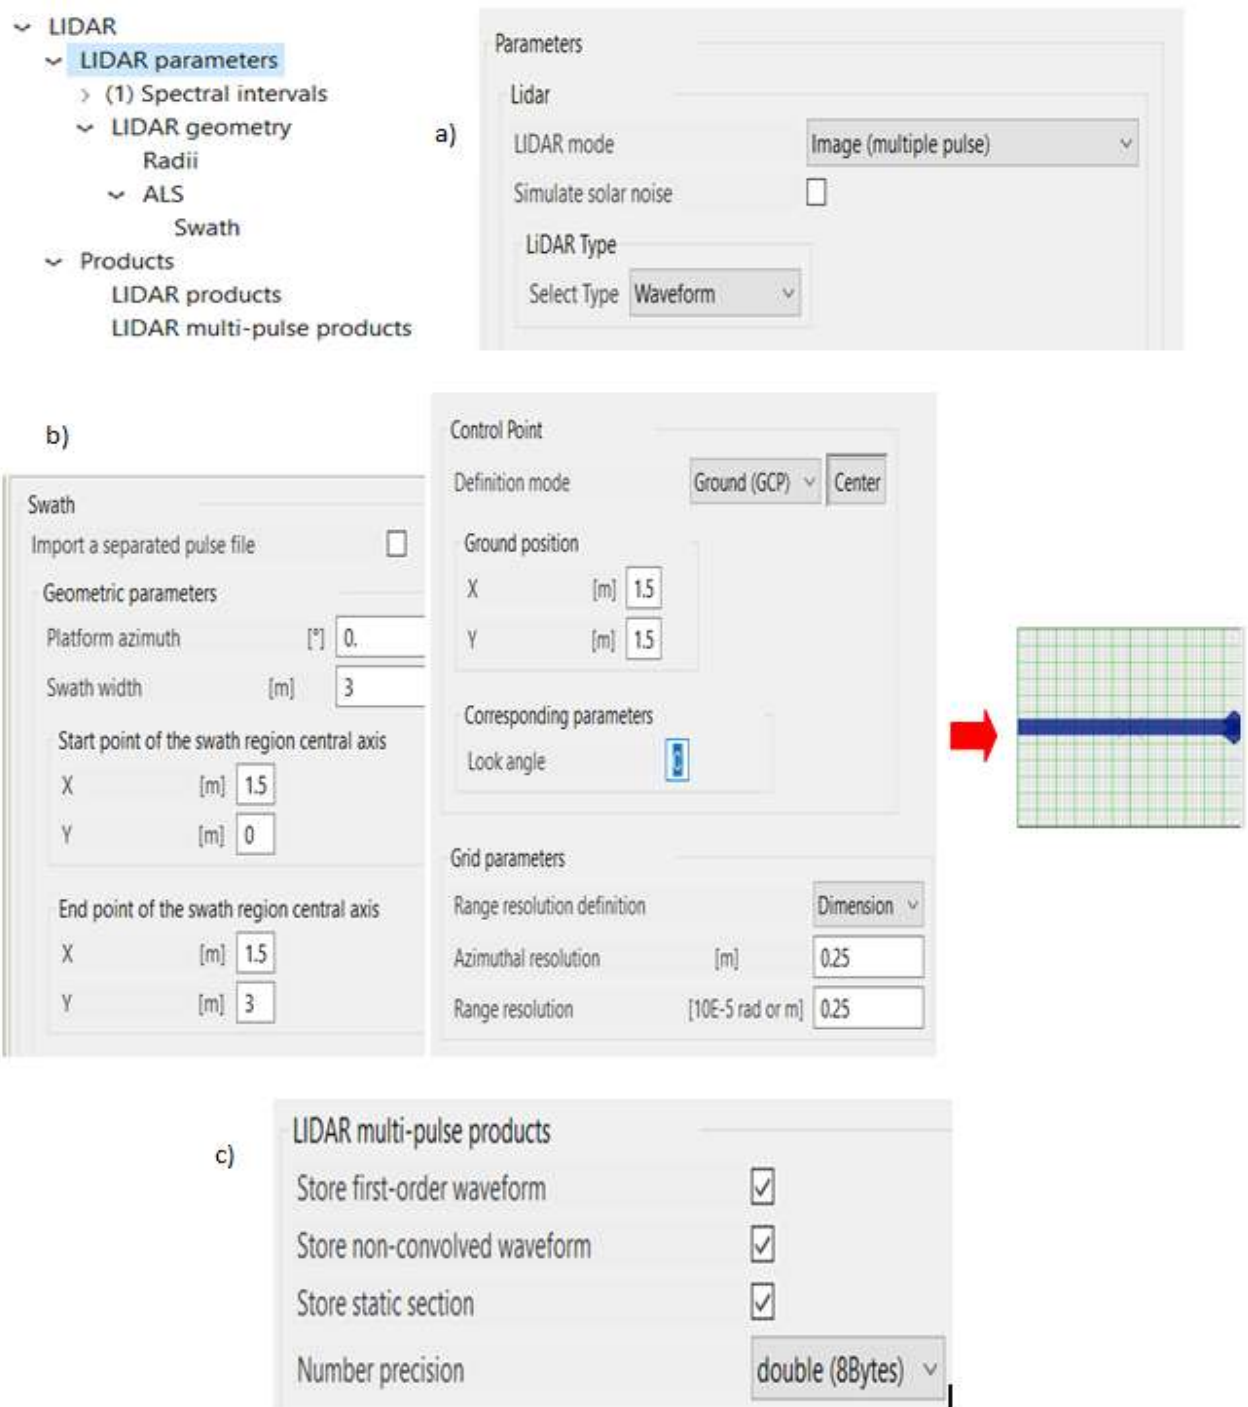 LIDAR
LIDAR parameters
(1) Spectral intervals
LIDAR geometry
Radii
ALS
Swath
Products
LIDAR products
LIDAR multi-pulse products
a)
Parameters
Lidar
LIDAR mode Image (multiple pulse)
Simulate solar noise
LiDAR Type
Select Type Waveform
b)
Swath
Import a separated pulse file
Geometric parameters
Platform azimuth [°] 0.
Swath width [m] 3
Start point of the swath region central axis
X [m] 1.5
Y [m] 0
End point of the swath region central axis
X [m] 1.5
Y [m] 3
Control Point
Definition mode Ground (GCP) Center
Ground position
X [m] 1.5
Y [m] 1.5
Corresponding parameters
Look angle
Grid parameters
Range resolution definition Dimension
Azimuthal resolution [m] 0.25
Range resolution [10E-5 rad or m] 0.25
c)
LIDAR multi-pulse products
Store first-order waveform
Store non-convolved waveform
Store static section
Number precision double (8Bytes)